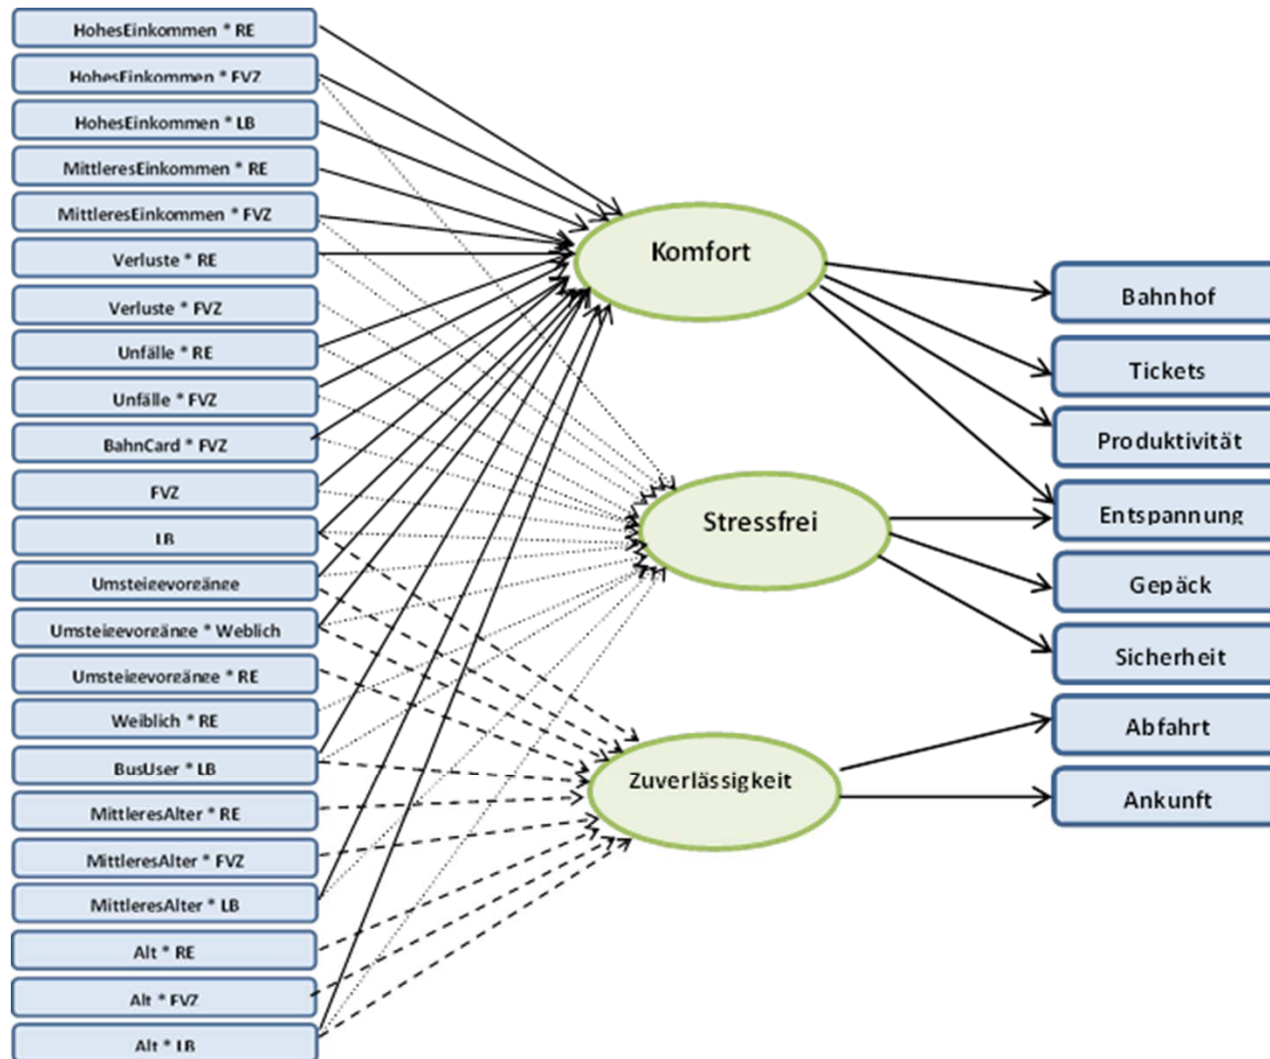 HohesEinkommen * RE
HohesEinkommen * FVZ
HohesEinkommen * LB
MittleresEinkommen * RE
MittleresEinkommen * FVZ
Verluste * RE
Verluste * FVZ
Unfälle * RE
Unfälle * FVZ
BahnCard * FVZ
FVZ
LB
Umsteigevorgänge
Umsteigevorgänge * Weblich
Umsteigevorgänge * RE
Weiblich * RE
BusUser * LB
MittleresAlter * RE
MittleresAlter * FVZ
MittleresAlter * LB
Alt * RE
Alt * FVZ
Alt * LB
Komfort
Stressfrei
Zuverlässigkeit
Bahnhof
Tickets
Produktivität
Entspannung
Gepäck
Sicherheit
Abfahrt
Ankunft